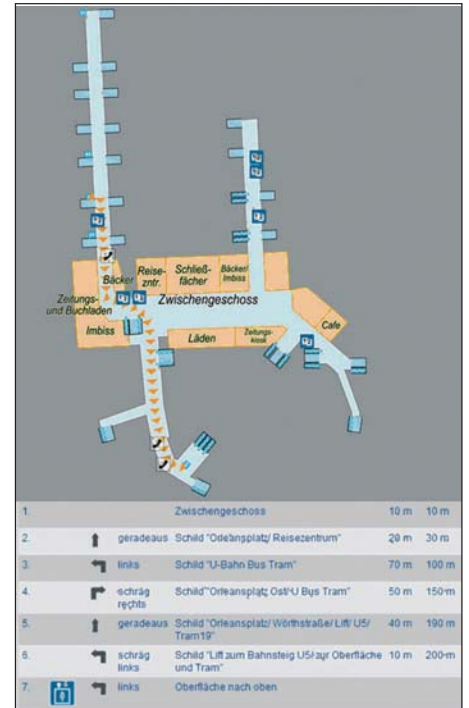 Bäcker
Reise-
zntr.
Schließ-
fächer
Bäcker/
Imbiss
Zeitungs-
und Buchladen
Zwischengeschoss
Imbiss
Läden
Zeitungs-
kiosk
Cafe
1. Zwischengeschoss 10 m 10 m
2. geradeaus Schild "Odeansplatz/ Reisezentrum" 20 m 30 m
3. links Schild "U-Bahn Bus Tram" 70 m 100 m
4. schräg rechts Schild "Orleansplatz Ost/U Bus Tram" 50 m 150 m
5. geradeaus Schild "Orleansplatz/ Wörthstraße/ Lift/ U5/ Tram19" 40 m 190 m
6. schräg links Schild "Lift zum Bahnsteig U5/ zur Oberfläche und Tram" 10 m 200 m
7. links Oberfläche nach oben